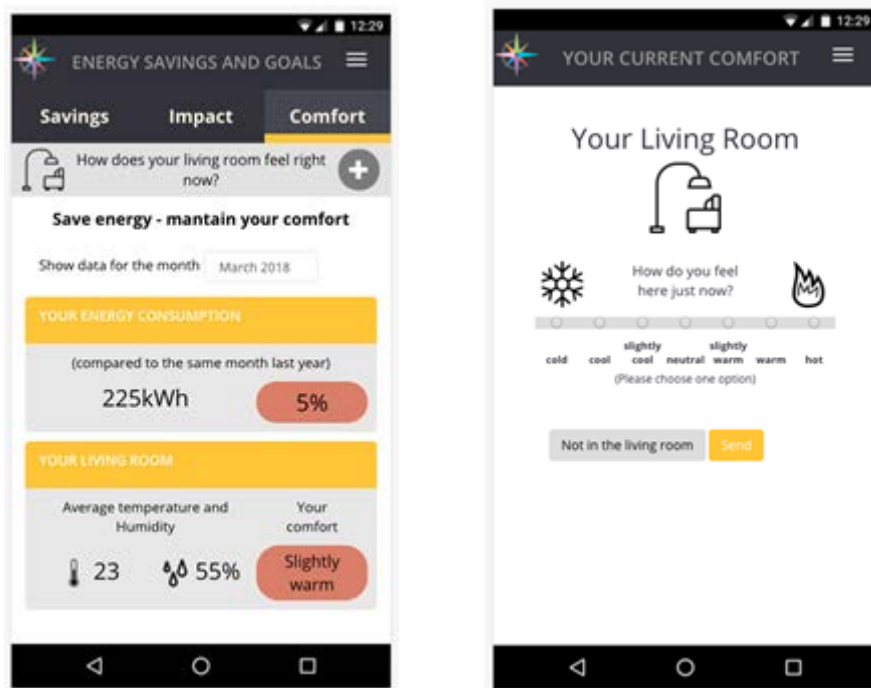 12:29
ENERGY SAVINGS AND GOALS
Savings Impact Comfort
How does your living room feel right
now?
Save energy - mantain your comfort
Show data for the month March 2018
YOUR ENERGY CONSUMPTION
(compared to the same month last year)
225kWh 5%
YOUR LIVING ROOM
Average temperature and
Humidity
Your
comfort
23 55%
Slightly
warm
12:29
YOUR CURRENT COMFORT
Your Living Room
How do you feel
here just now?
cold cool slightly cool neutral slightly warm warm hot
(Please choose one option)
Not in the living room Send